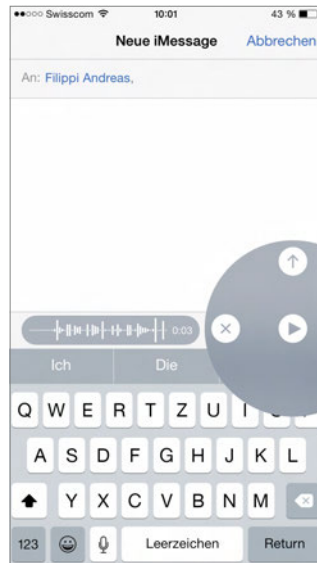 Swisscom 10:01 43 %
Neue iMessage Abbrechen
An: Filippi Andreas,
0:03
Ich Die
Q W E R T Z U I
A S D F G H J K L
Y X C V B N M
123 Leerzeichen Return